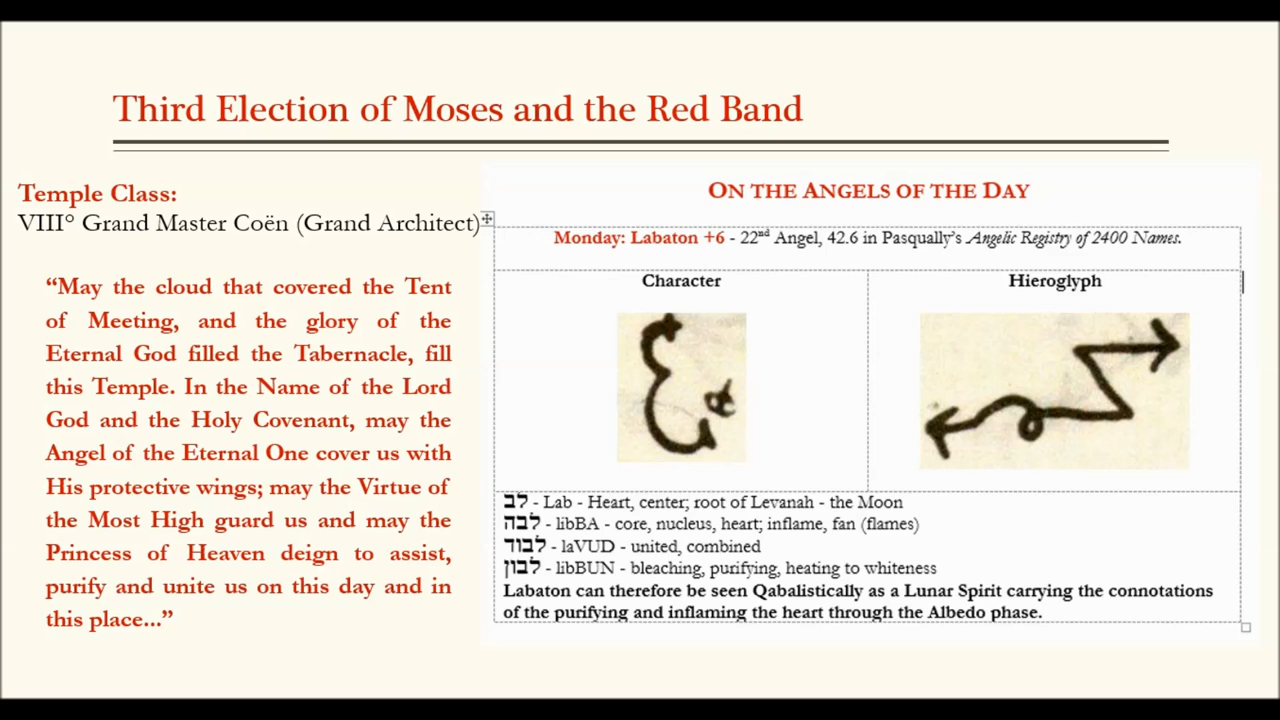 Third Election of Moses and the Red Band
Temple Class:
VIII° Grand Master Coën (Grand Architect)
“May the cloud that covered the Tent
of Meeting, and the glory of the
Eternal God filled the Tabernacle, fill
this Temple. In the Name of the Lord
God and the Holy Covenant, may the
Angel of the Eternal One cover us with
His protective wings; may the Virtue of
the Most High guard us and may the
Princess of Heaven deign to assist,
purify and unite us on this day and in
this place...”
ON THE ANGELS OF THE DAY
Monday: Labaton +6 - 22nd Angel, 42.6 in Pasqually’s Angelic Registry of 2400 Names.
Character
Hieroglyph
לב - Lab - Heart, center; root of Levanah - the Moon
לבה - libBA - core, nucleus, heart; inflame, fan (flames)
לבוד - laVUD - united, combined
לבון - libBUN - bleaching, purifying, heating to whiteness
Labaton can therefore be seen Qabalistically as a Lunar Spirit carrying the connotations
of the purifying and inflaming the heart through the Albedo phase.